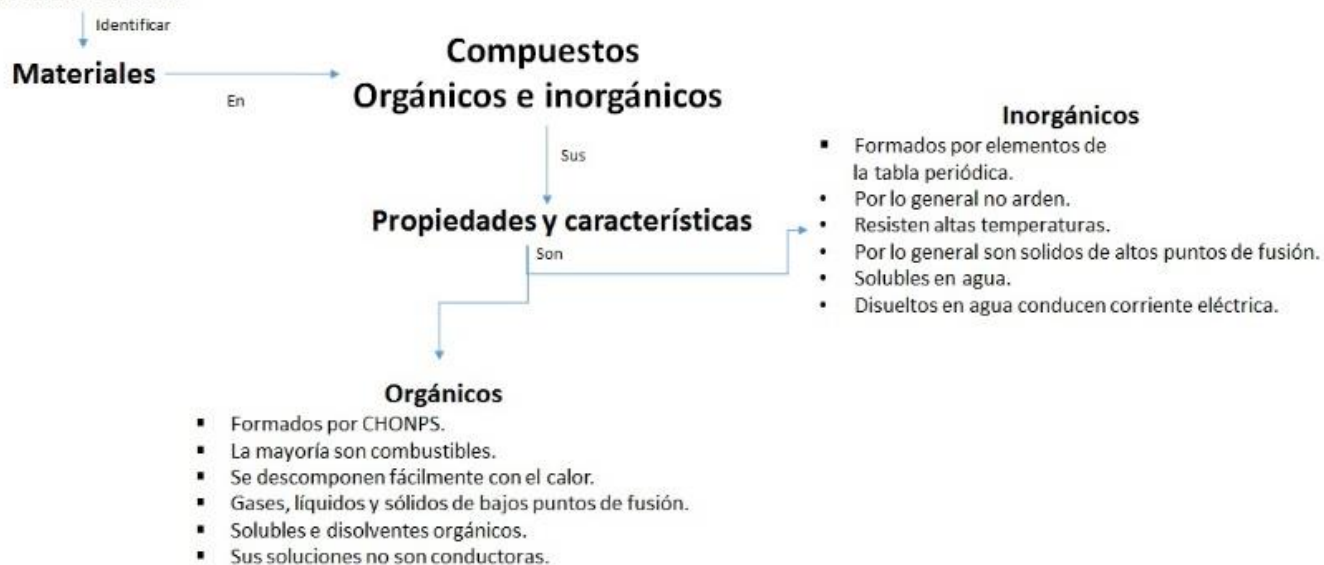 Identificar
Materiales
En
Compuestos
Orgánicos e inorgánicos
Sus
Propiedades y características
Son
Inorgánicos
▪ Formados por elementos de
la tabla periódica.
• Por lo general no arden.
• Resisten altas temperaturas.
• Por lo general son solidos de altos puntos de fusión.
• Solubles en agua.
• Disueltos en agua conducen corriente eléctrica.
Orgánicos
▪ Formados por CHONPS.
▪ La mayoría son combustibles.
▪ Se descomponen fácilmente con el calor.
▪ Gases, líquidos y sólidos de bajos puntos de fusión.
▪ Solubles e disolventes orgánicos.
▪ Sus soluciones no son conductoras.